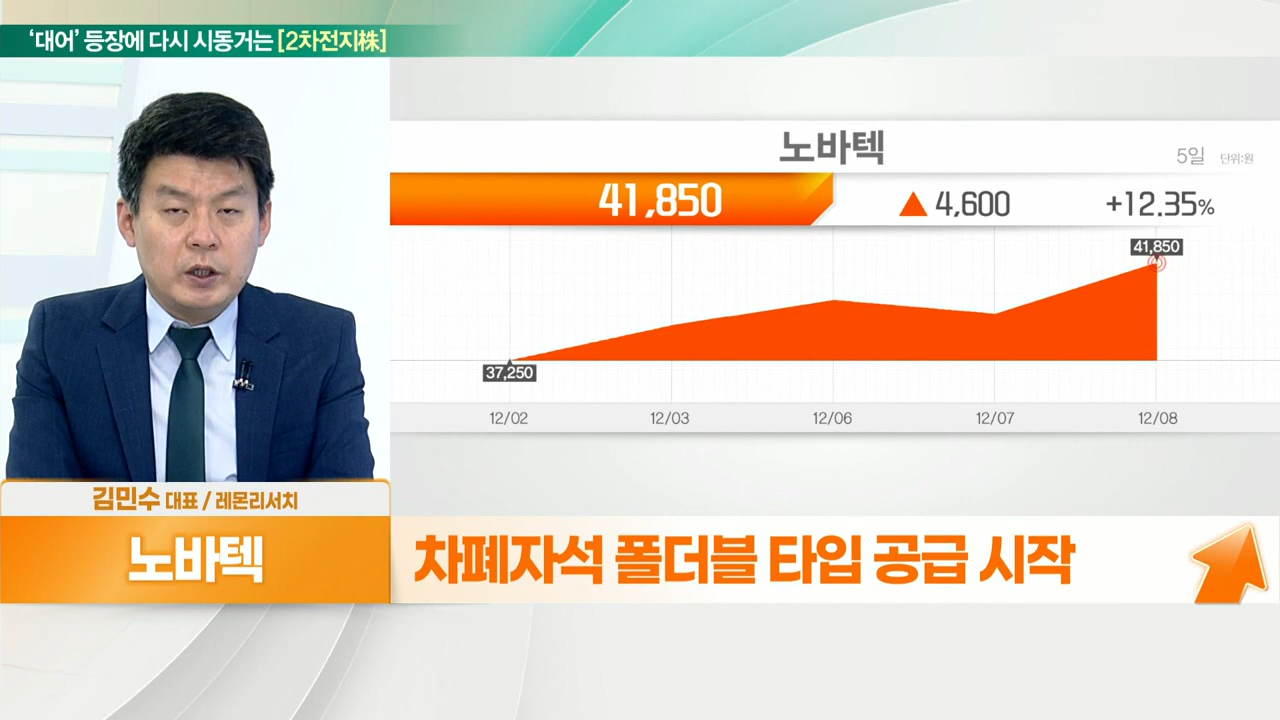 ‘대어’ 등장에 다시 시동거는 [2차전지株]
노바텍
5일 단위:원
41,850 ▲ 4,600 +12.35%
41,850
37,250
12/02 12/03 12/06 12/07 12/08
김민수 대표 / 레몬리서치
노바텍
차폐자석 폴더블 타입 공급 시작